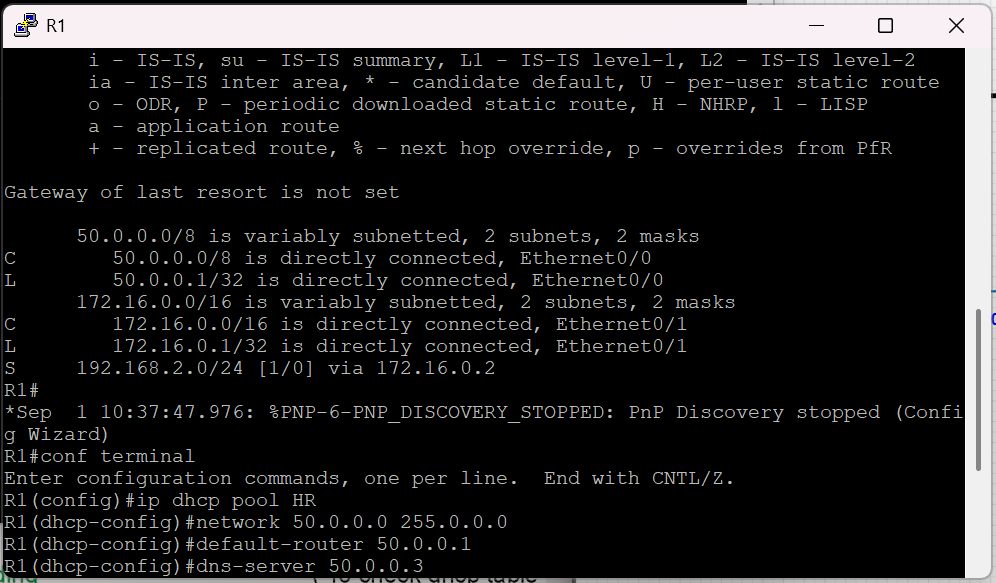 R1
i - IS-IS, su - IS-IS summary, L1 - IS-IS level-1, L2 - IS-IS level-2
ia - IS-IS inter area, * - candidate default, U - per-user static route
o - ODR, P - periodic downloaded static route, H - NHRP, l - LISP
a - application route
+ - replicated route, % - next hop override, p - overrides from PfR
Gateway of last resort is not set
50.0.0.0/8 is variably subnetted, 2 subnets, 2 masks
C 50.0.0.0/8 is directly connected, Ethernet0/0
L 50.0.0.1/32 is directly connected, Ethernet0/0
172.16.0.0/16 is variably subnetted, 2 subnets, 2 masks
C 172.16.0.0/16 is directly connected, Ethernet0/1
L 172.16.0.1/32 is directly connected, Ethernet0/1
S 192.168.2.0/24 [1/0] via 172.16.0.2
R1#
*Sep  1 10:37:47.976: %PNP-6-PNP_DISCOVERY_STOPPED: PnP Discovery stopped (Confi
g Wizard)
R1#conf terminal
Enter configuration commands, one per line.  End with CNTL/Z.
R1(config)#ip dhcp pool HR
R1(dhcp-config)#network 50.0.0.0 255.0.0.0
R1(dhcp-config)#default-router 50.0.0.1
R1(dhcp-config)#dns-server 50.0.0.3